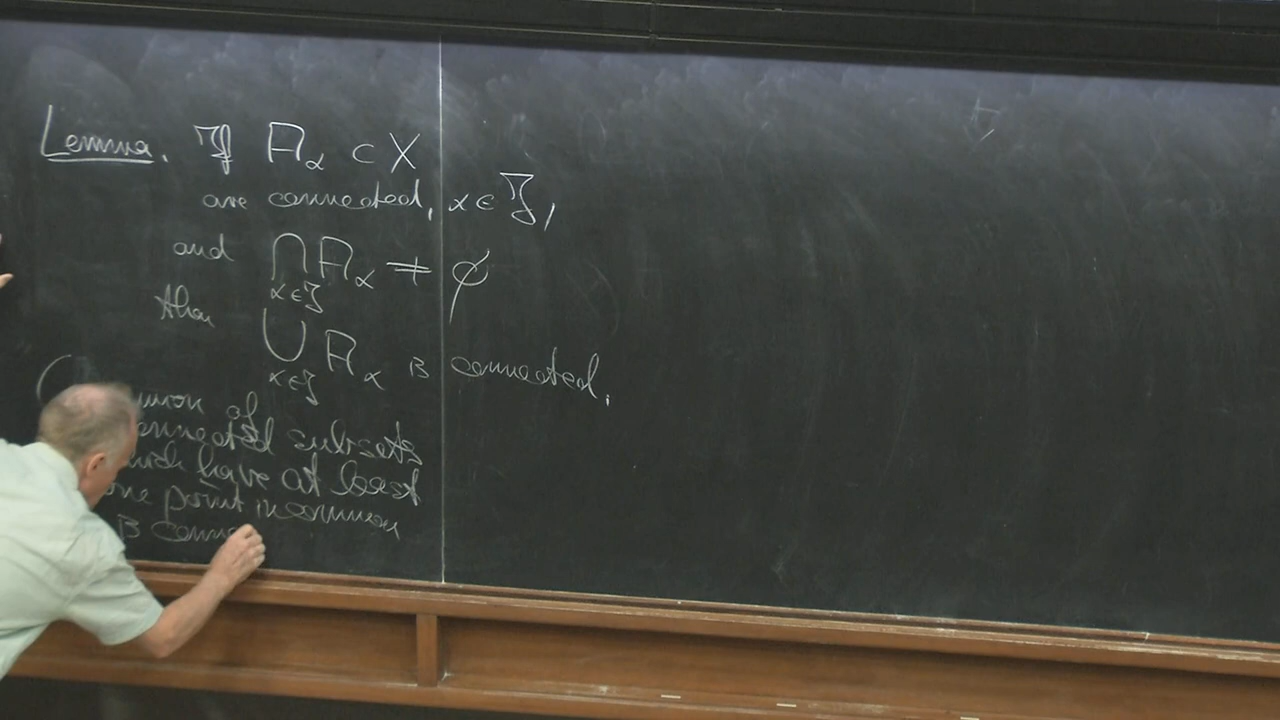 Lemma. If Aα ⊂ X
are connected, α ∈ J,
and ⋂ Aα ≠ ∅
α∈J
then
⋃ Aα is connected.
α∈J
union of
connected subsets
which have at least
one point in common
is conne